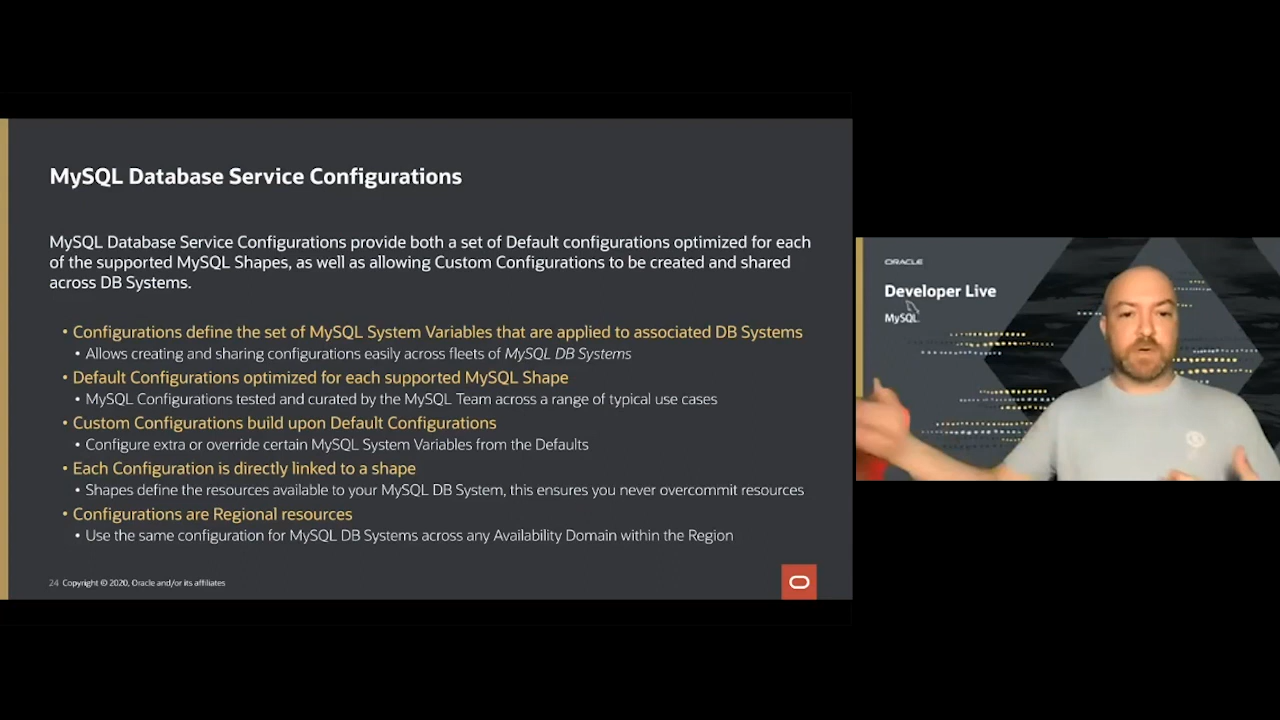 MySQL Database Service Configurations
MySQL Database Service Configurations provide both a set of Default configurations optimized for each
of the supported MySQL Shapes, as well as allowing Custom Configurations to be created and shared
across DB Systems.
• Configurations define the set of MySQL System Variables that are applied to associated DB Systems
• Allows creating and sharing configurations easily across fleets of MySQL DB Systems
• Default Configurations optimized for each supported MySQL Shape
• MySQL Configurations tested and curated by the MySQL Team across a range of typical use cases
• Custom Configurations build upon Default Configurations
• Configure extra or override certain MySQL System Variables from the Defaults
• Each Configuration is directly linked to a shape
• Shapes define the resources available to your MySQL DB System, this ensures you never overcommit resources
• Configurations are Regional resources
• Use the same configuration for MySQL DB Systems across any Availability Domain within the Region
24 Copyright © 2020, Oracle and/or its affiliates
ORACLE
Developer Live
MySQL